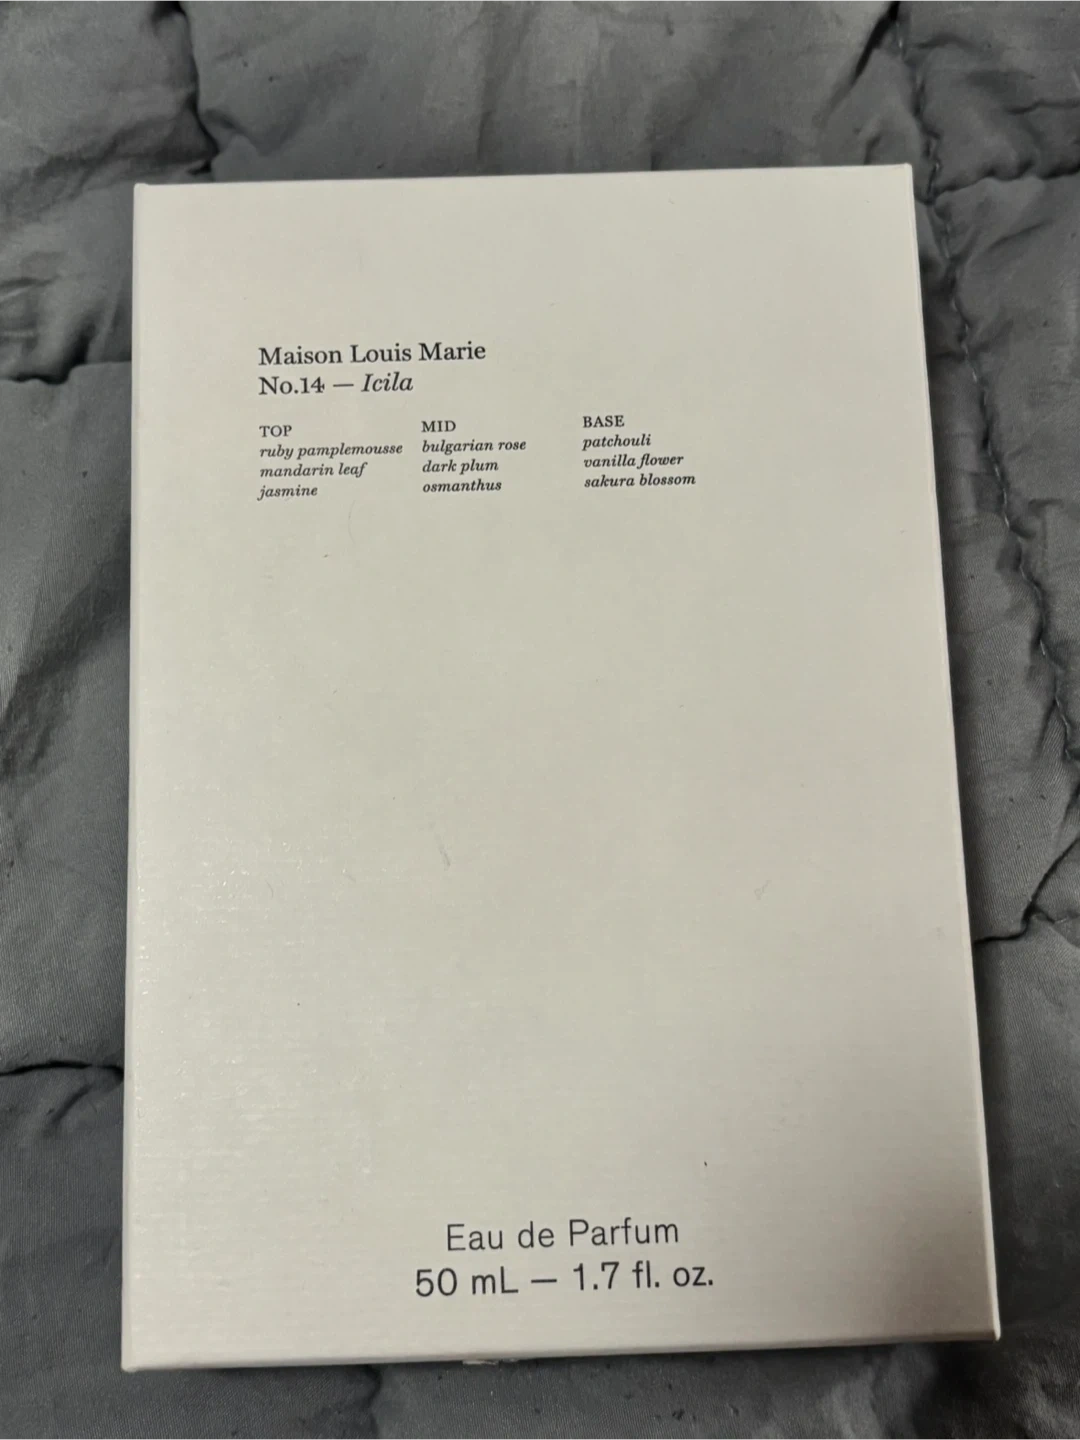 Maison Louis Marie
No.14 — Icila
TOP
ruby pamplemousse
mandarin leaf
jasmine
MID
bulgarian rose
dark plum
osmanthus
BASE
patchouli
vanilla flower
sakura blossom
Eau de Parfum
50 mL — 1.7 fl. oz.